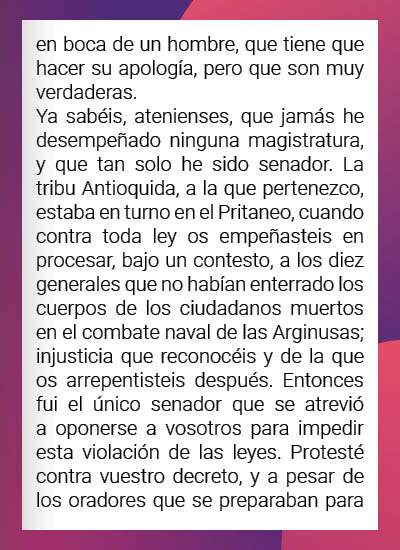 en boca de un hombre, que tiene que
hacer su apología, pero que son muy
verdaderas.
Ya sabéis, atenienses, que jamás he
desempeñado ninguna magistratura,
y que tan solo he sido senador. La
tribu Antioquida, a la que pertenezco,
estaba en turno en el Pritaneo, cuando
contra toda ley os empeñasteis en
procesar, bajo un contesto, a los diez
generales que no habían enterrado los
cuerpos de los ciudadanos muertos
en el combate naval de las Arginusas;
injusticia que reconocéis y de la que
os arrepentisteis después. Entonces
fui el único senador que se atrevió
a oponerse a vosotros para impedir
esta violación de las leyes. Protesté
contra vuestro decreto, y a pesar de
los oradores que se preparaban para